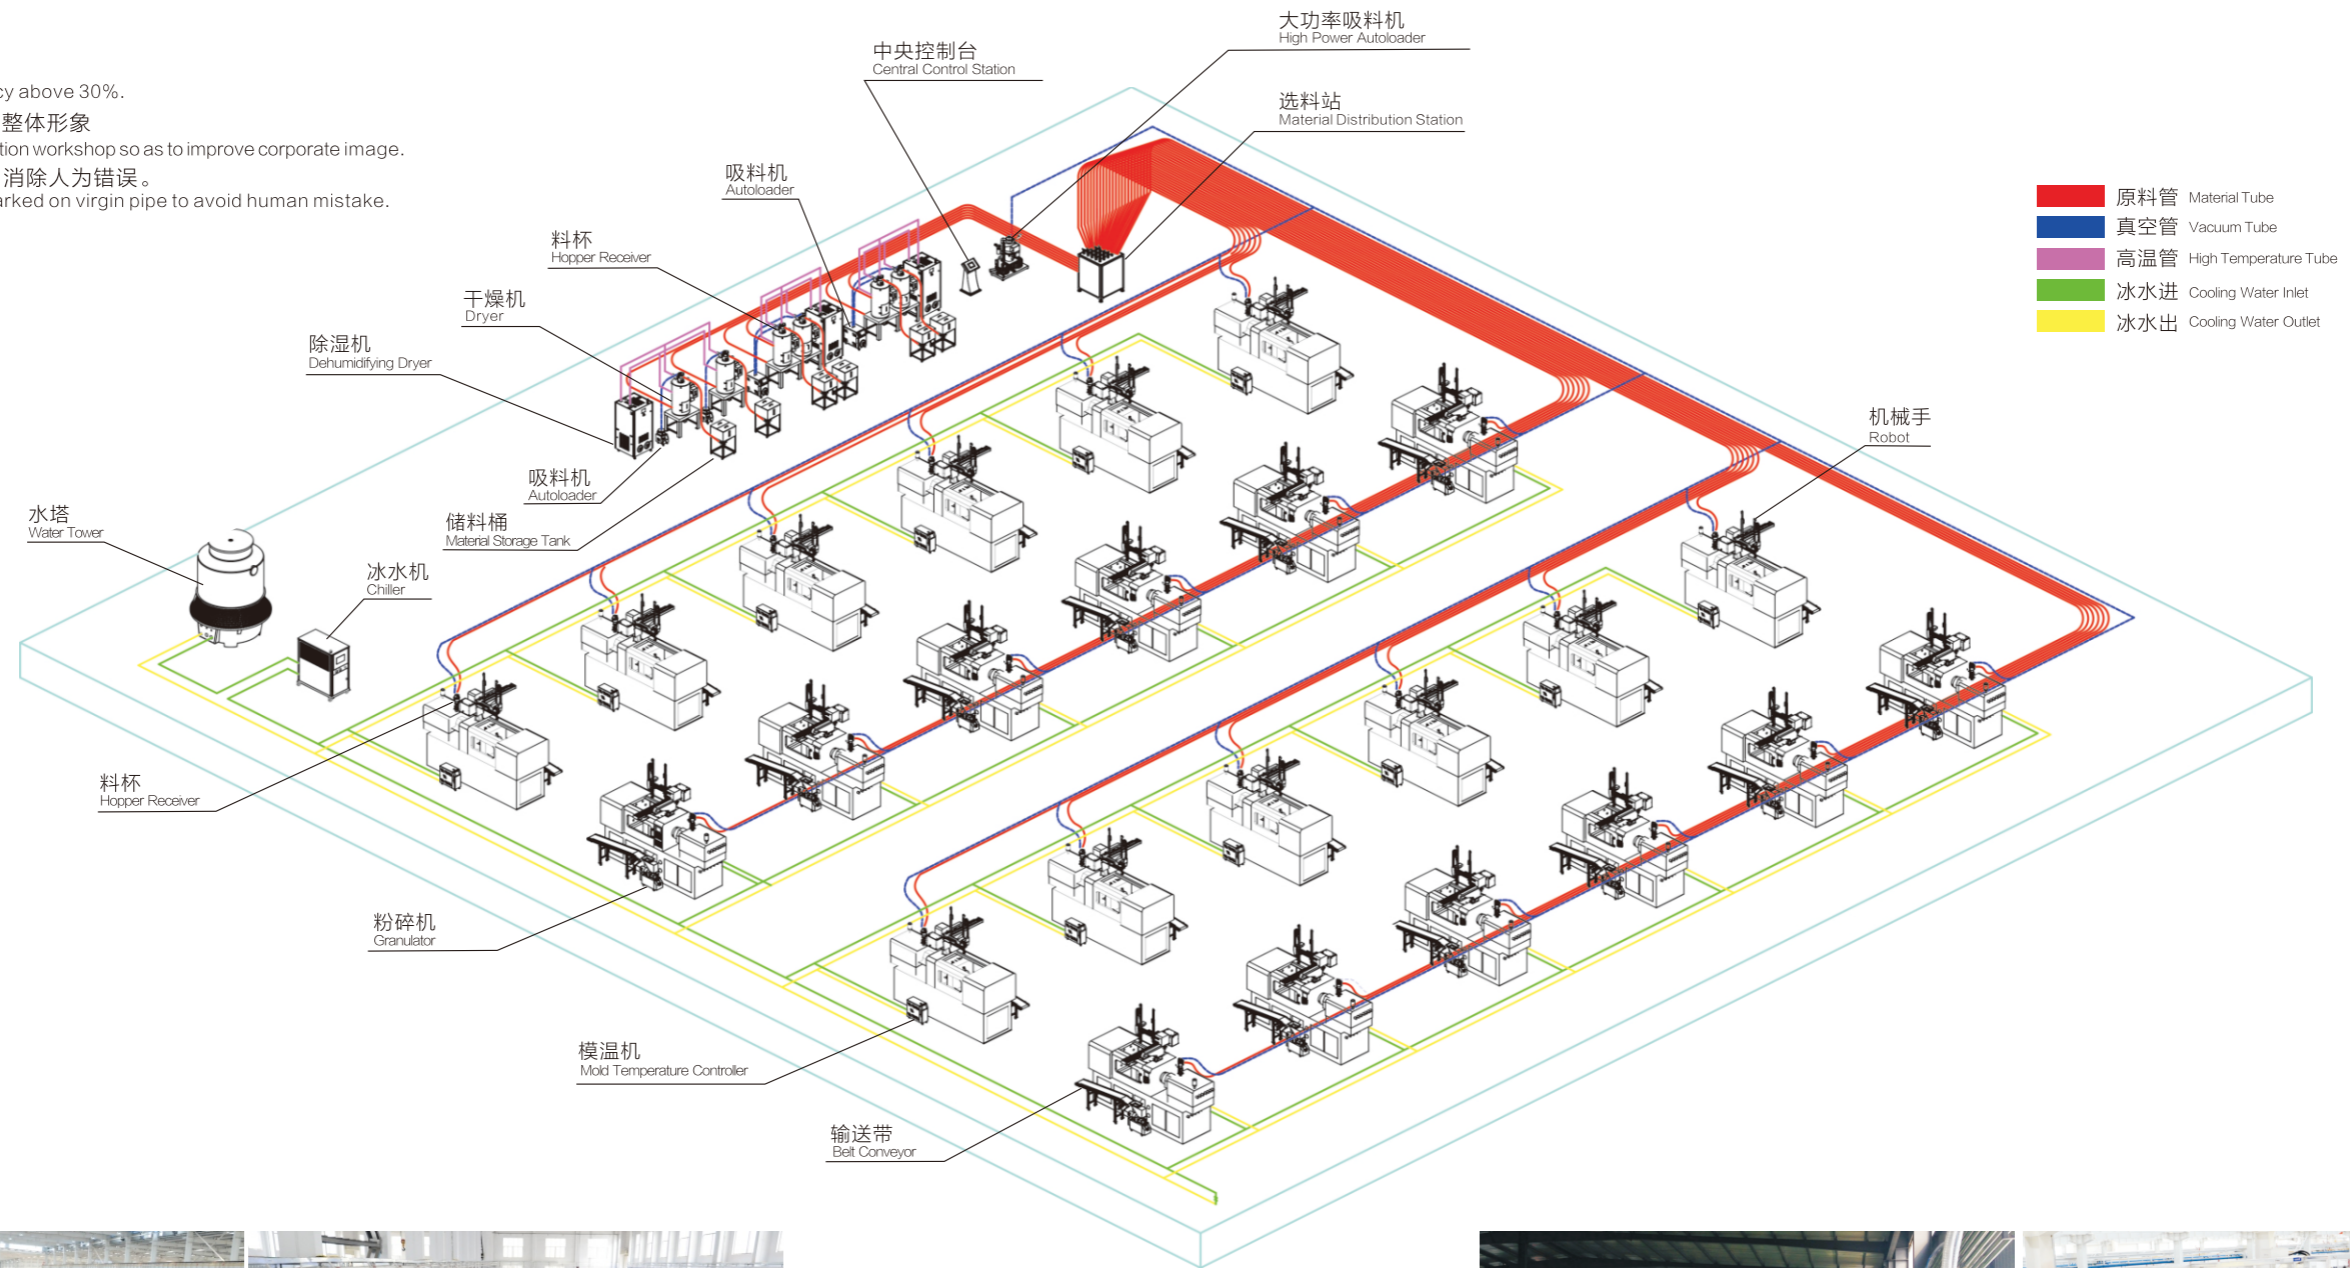 cy above 30%.
整体形象
tion workshop so as to improve corporate image.
消除人为错误。
arked on virgin pipe to avoid human mistake.
大功率吸料机
High Power Autoloader
中央控制台
Central Control Station
选料站
Material Distribution Station
吸料机
Autoloader
料杯
Hopper Receiver
干燥机
Dryer
除湿机
Dehumidifying Dryer
原料管 Material Tube
真空管 Vacuum Tube
高温管 High Temperature Tube
冰水进 Cooling Water Inlet
冰水出 Cooling Water Outlet
机械手
Robot
吸料机
Autoloader
储料桶
Material Storage Tank
水塔
Water Tower
冰水机
Chiller
料杯
Hopper Receiver
粉碎机
Granulator
模温机
Mold Temperature Controller
输送带
Belt Conveyor